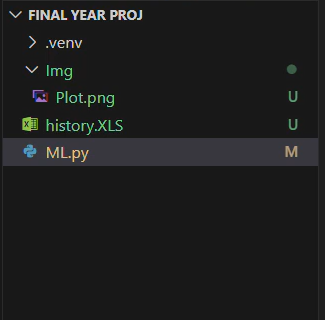 FINAL YEAR PROJ
.venv
Img
Plot.png U
history.XLS U
ML.py M